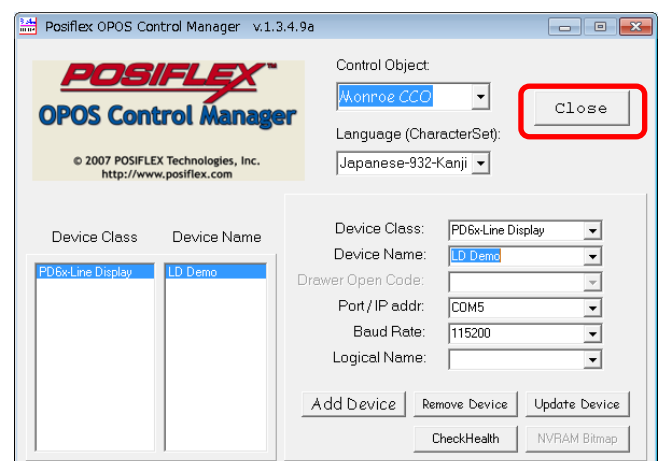 Posiflex OPOS Control Manager v.1.3.4.9a
POSIFLEX™
OPOS Control Manager
© 2007 POSIFLEX Technologies, Inc.
http://www.posiflex.com
Control Object:
Monroe CCO
Language (CharacterSet):
Japanese-932-Kanji
Close
Device Class Device Name
PD6x-Line Display LD Demo
Device Class: PD6x-Line Display
Device Name: LD Demo
Drawer Open Code:
Port/IP addr: COM5
Baud Rate: 115200
Logical Name:
Add Device Remove Device Update Device
CheckHealth NVRAM Bitmap